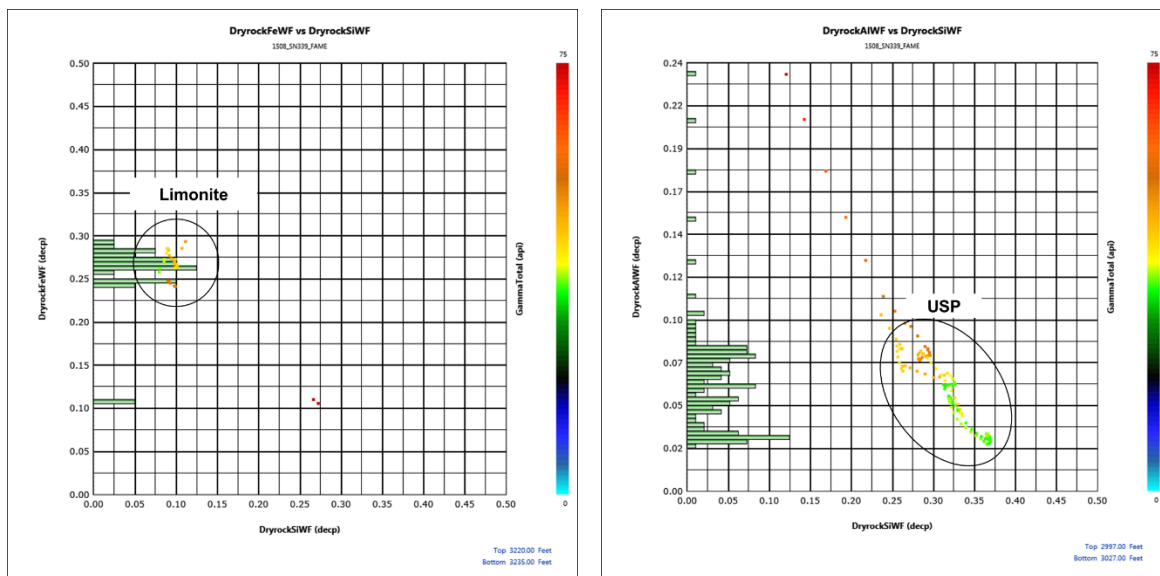 DryrockFeWF vs DryrockSiWF
1508_SN339_FAME
75
0.50
0.45
0.40
0.35
0.30
0.25
0.20
0.15
0.10
0.05
0.00
DryrockFeWF (decp)
Limonite
GammaTotal (api)
0
0.00 0.05 0.10 0.15 0.20 0.25 0.30 0.35 0.40 0.45 0.50
DryrockSiWF (decp)
Top 3220.00 Feet
Bottom 3235.00 Feet
DryrockAlWF vs DryrockSiWF
1508_SN339_FAME
75
0.24
0.22
0.19
0.17
0.14
0.12
0.10
0.07
0.05
0.02
0.00
DryrockAlWF (decp)
USP
GammaTotal (api)
0
0.00 0.05 0.10 0.15 0.20 0.25 0.30 0.35 0.40 0.45 0.50
DryrockSiWF (decp)
Top 2997.00 Feet
Bottom 3027.00 Feet